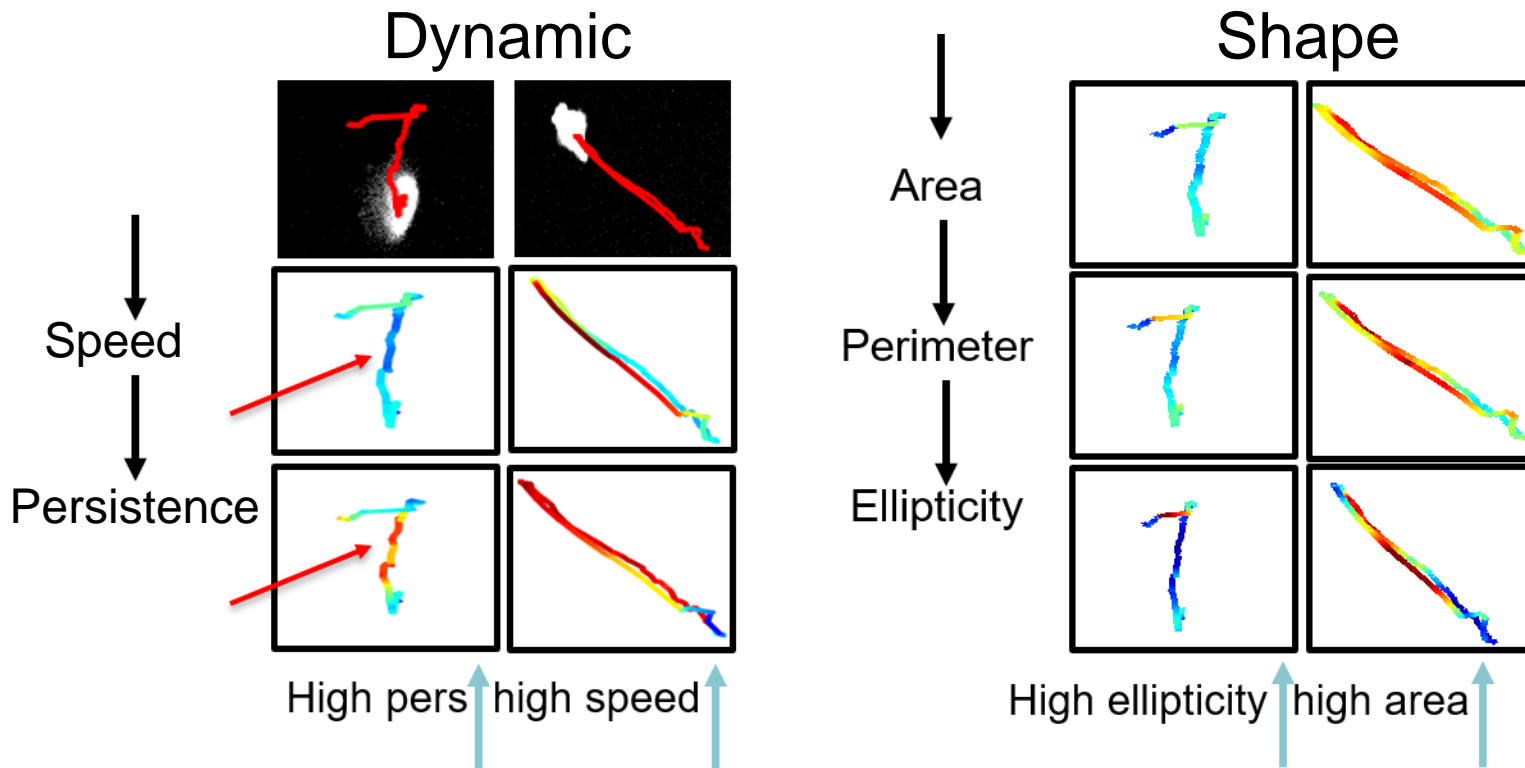 Dynamic
Shape
Area
Speed
Perimeter
Persistence
Ellipticity
High pers
high speed
High ellipticity
high area